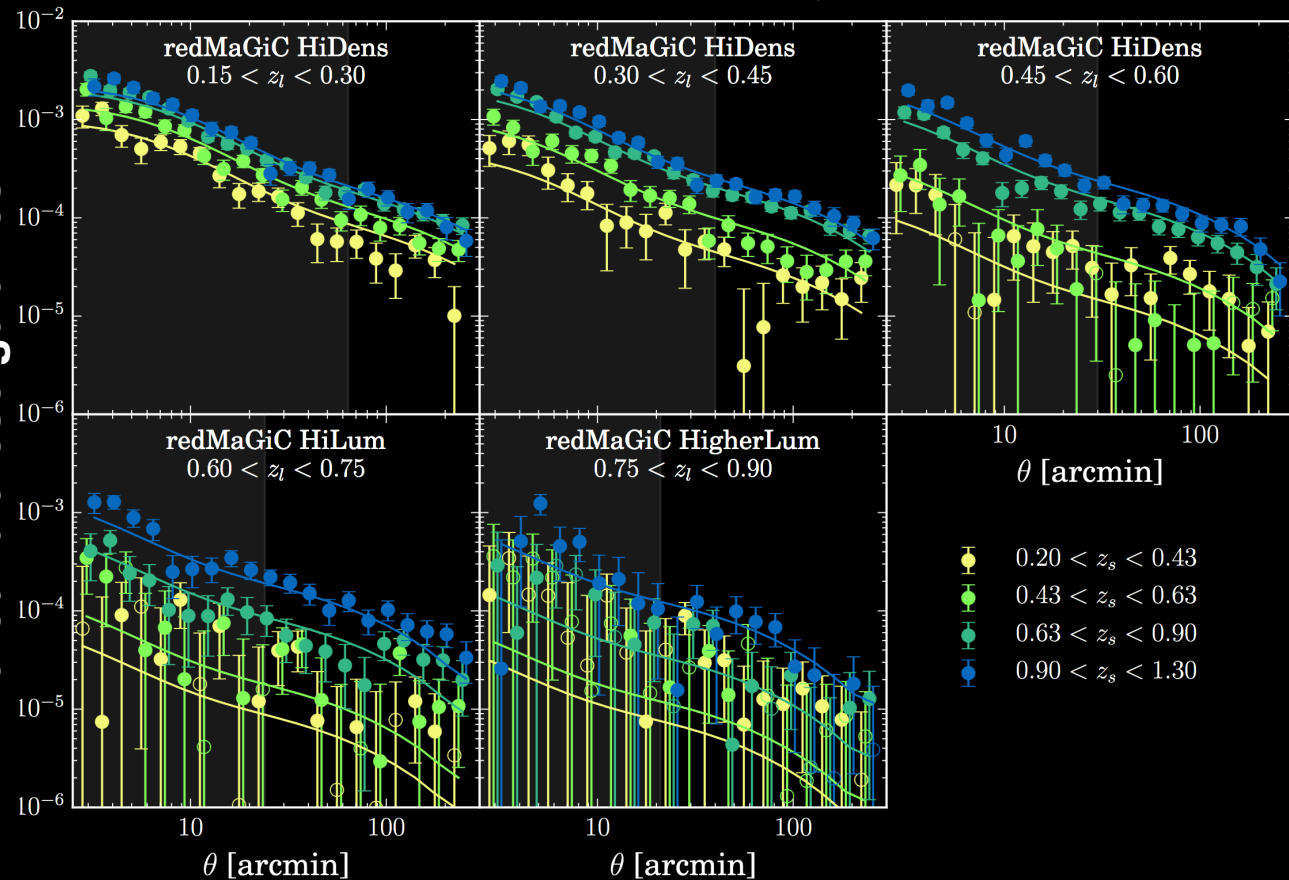 redMaGiC HiDens
0.15 < z_l < 0.30
redMaGiC HiDens
0.30 < z_l < 0.45
redMaGiC HiDens
0.45 < z_l < 0.60
10^{-2}
10^{-3}
10^{-4}
10^{-5}
10^{-6}
10
100
θ [arcmin]
redMaGiC HiLum
0.60 < z_l < 0.75
redMaGiC HigherLum
0.75 < z_l < 0.90
10^{-3}
10^{-4}
10^{-5}
10^{-6}
10
100
10
100
θ [arcmin]
θ [arcmin]
0.20 < z_s < 0.43
0.43 < z_s < 0.63
0.63 < z_s < 0.90
0.90 < z_s < 1.30